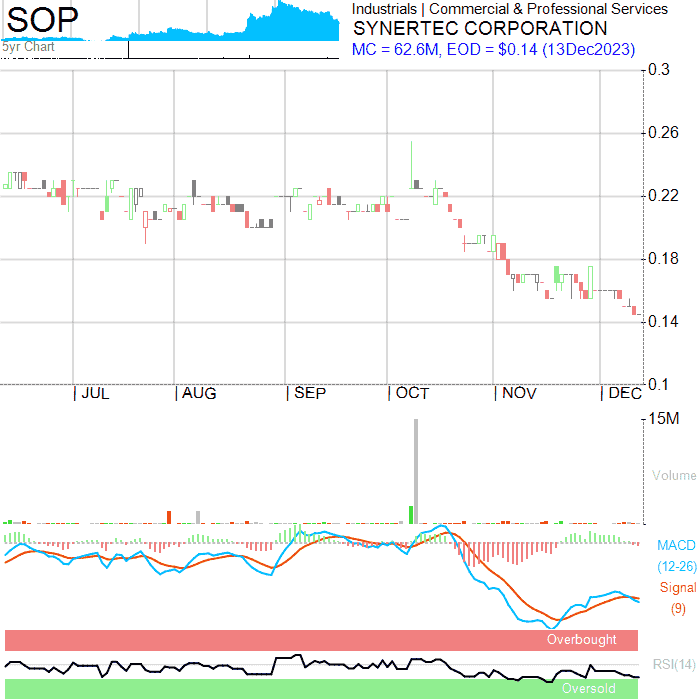 SOP
5yr Chart
Industrials | Commercial & Professional Services
SYNERTEC CORPORATION
MC = 62.6M, EOD = $0.14 (13Dec2023)
0.3
0.26
0.22
0.18
0.14
0.1
JUL AUG SEP OCT NOV DEC
15M
Volume
MACD
(12-26)
Signal
(9)
Overbought
RSI(14)
Oversold